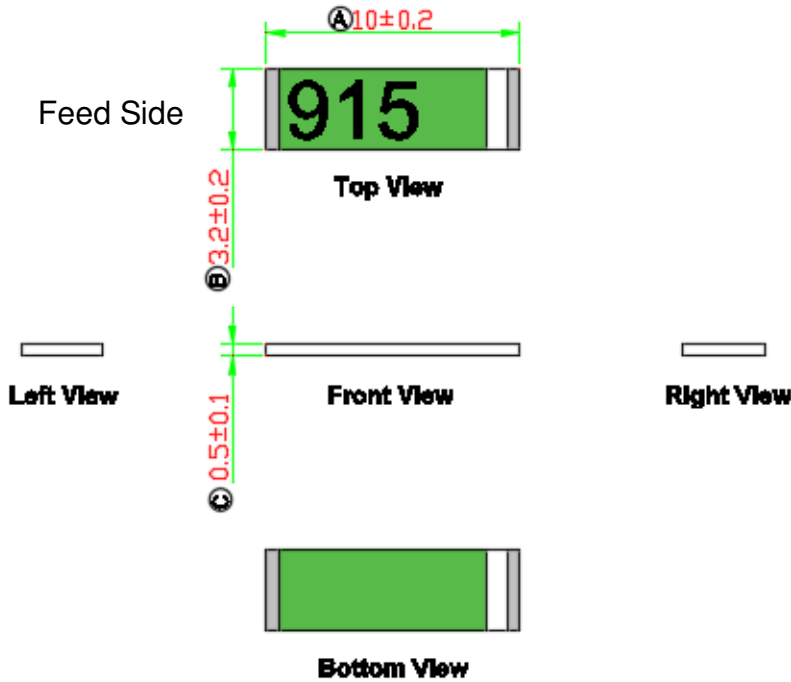 Ⓐ10±0.2
Feed Side
915
Top View
Ⓑ3.2±0.2
Left View
Front View
Right View
Ⓒ0.5±0.1
Bottom View